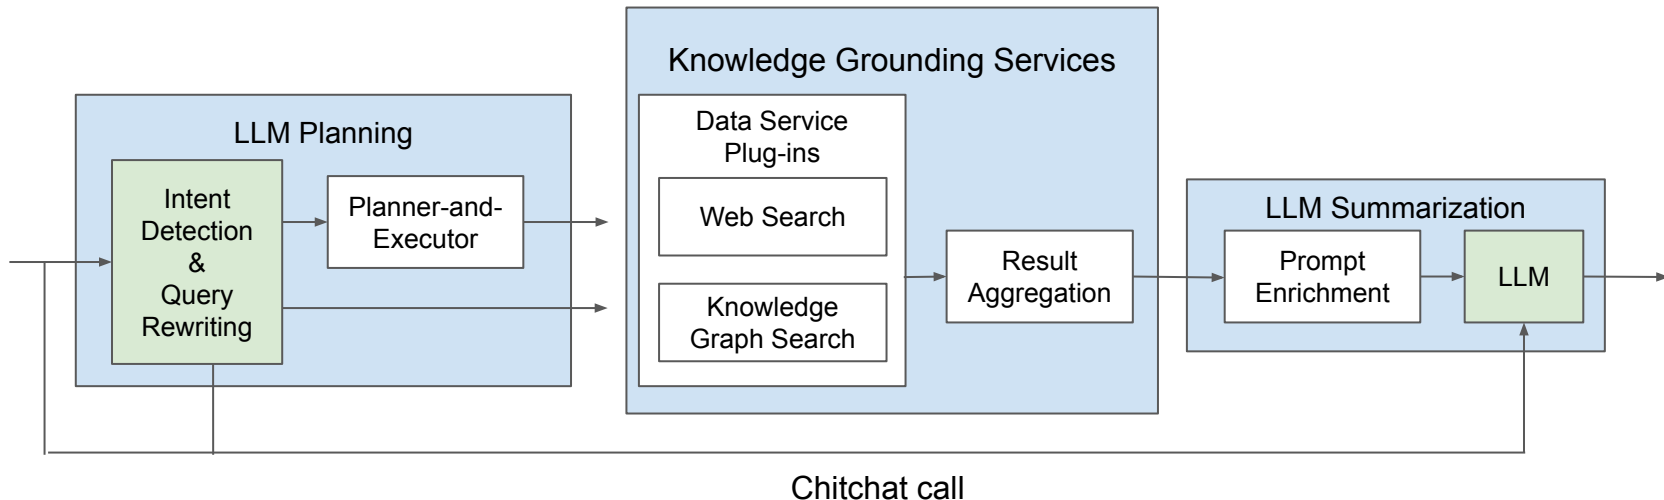 LLM Planning
Intent
Detection
&
Query
Rewriting
Planner-and-
Executor
Knowledge Grounding Services
Data Service
Plug-ins
Web Search
Knowledge
Graph Search
Result
Aggregation
LLM Summarization
Prompt
Enrichment
LLM
Chitchat call